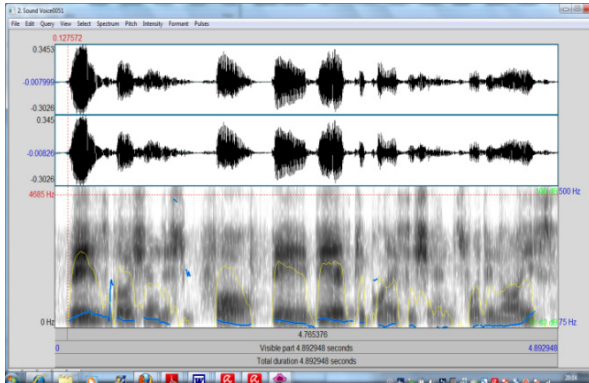 2. Sound Voice0051
File Edit Query View Select Spectrum Pitch Intensity Formant Pulses
0.127572
0.3453
-0.007999
-0.3026
0.345
-0.00826
-0.3026
4685 Hz
500 Hz
0 Hz
75 Hz
4.765376
0 Visible part 4.892948 seconds 4.892948
Total duration 4.892948 seconds